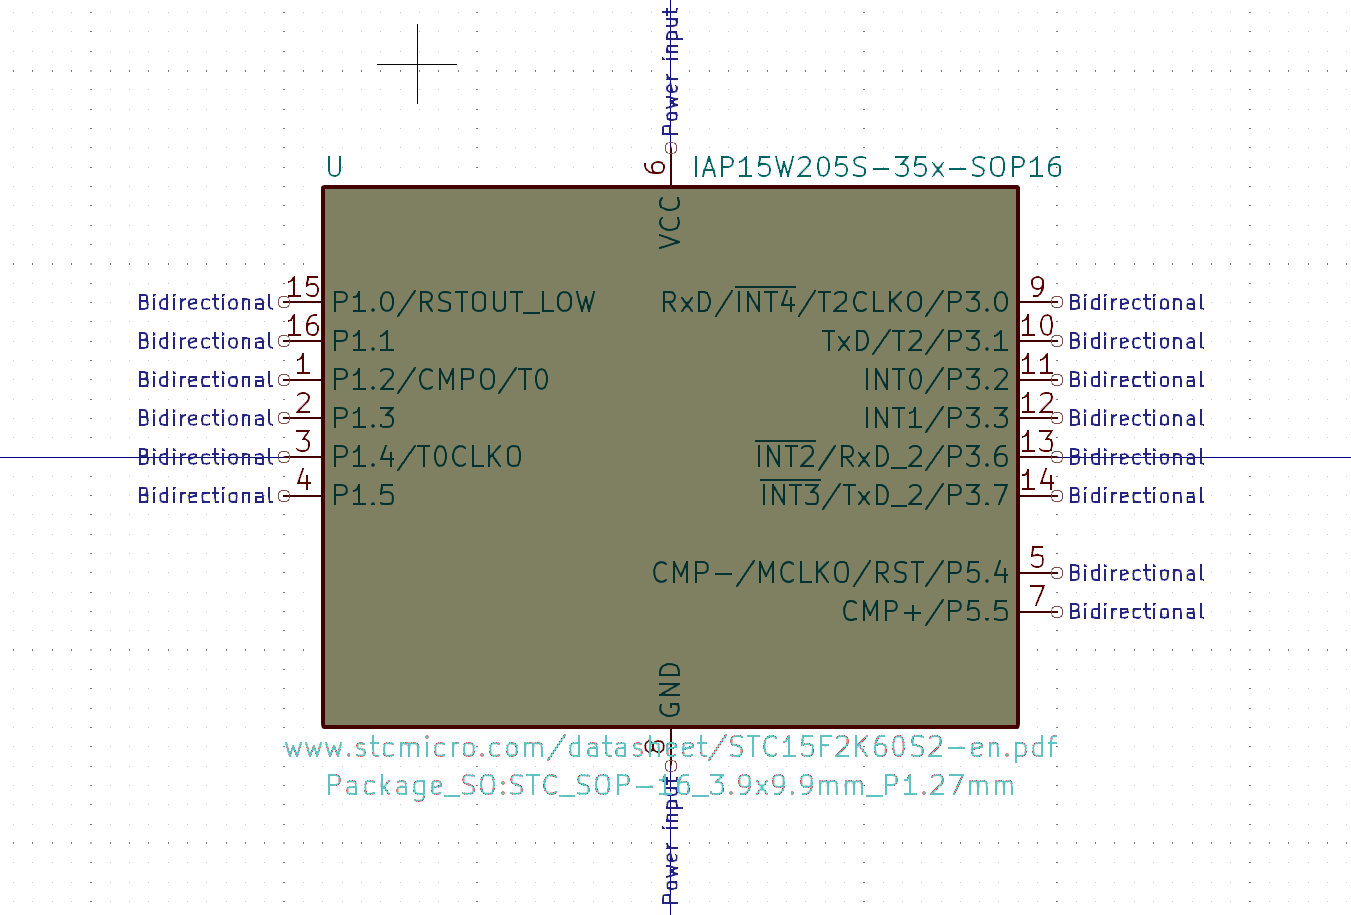 Power input
U 6 IAP15W205S-35x-SOP16
VCC
Bidirectional 15 P1.0/RSTOUT_LOW RxD/INT4/T2CLKO/P3.0 9 Bidirectional
Bidirectional 16 P1.1 TxD/T2/P3.1 10 Bidirectional
Bidirectional 1 P1.2/CMPO/T0 INT0/P3.2 11 Bidirectional
Bidirectional 2 P1.3 INT1/P3.3 12 Bidirectional
Bidirectional 3 P1.4/T0CLKO INT2/RxD_2/P3.6 13 Bidirectional
Bidirectional 4 P1.5 INT3/TxD_2/P3.7 14 Bidirectional
CMP-/MCLKO/RST/P5.4 5 Bidirectional
CMP+/P5.5 7 Bidirectional
GND
8
www.stcmicro.com/datasheet/STC15F2K60S2-en.pdf
Package_SO:STC_SOP-16_3.9x9.9mm_P1.27mm
Power input